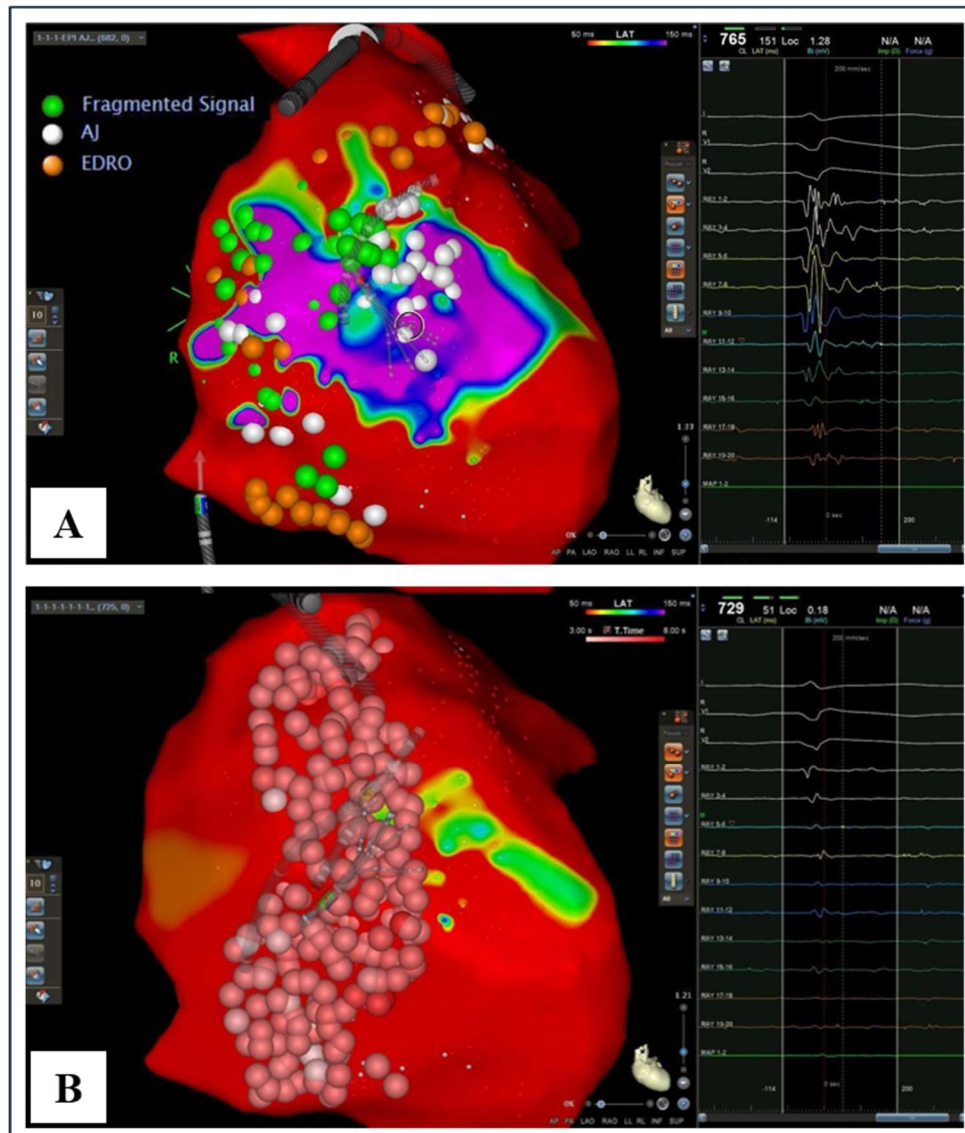 1-1-1-EPI AJ... (682, 0)
50 ms LAT 150 ms
765 151 Loc 1.28 N/A N/A
CL LAT (ms) Bi (mV) Imp (Ω) Force (g)
200 mm/sec
Fragmented Signal
AJ
EDRO
I
R
V1
R
V2
RAY 1-2
RAY 3-4
RAY 5-6
RAY 7-8
RAY 9-10
M
RAY 11-12
RAY 13-14
RAY 15-16
RAY 17-18
RAY 19-20
MAP 1-2
10
R
All
1.33
0 sec
-114 200
0%
AP PA LAO RAO LL RL INF SUP
A
1-1-1-1-1-1-1... (725, 0)
50 ms LAT 150 ms
3.00 s T.Time 8.00 s
729 51 Loc 0.18 N/A N/A
CL LAT (ms) Bi (mV) Imp (Ω) Force (g)
200 mm/sec
I
R
V1
R
V2
RAY 1-2
RAY 3-4
M
RAY 5-6
RAY 7-8
RAY 9-10
RAY 11-12
RAY 13-14
RAY 15-16
RAY 17-18
RAY 19-20
MAP 1-2
10
All
1.21
0 sec
-114 200
0%
AP PA LAO RAO LL RL INF SUP
B